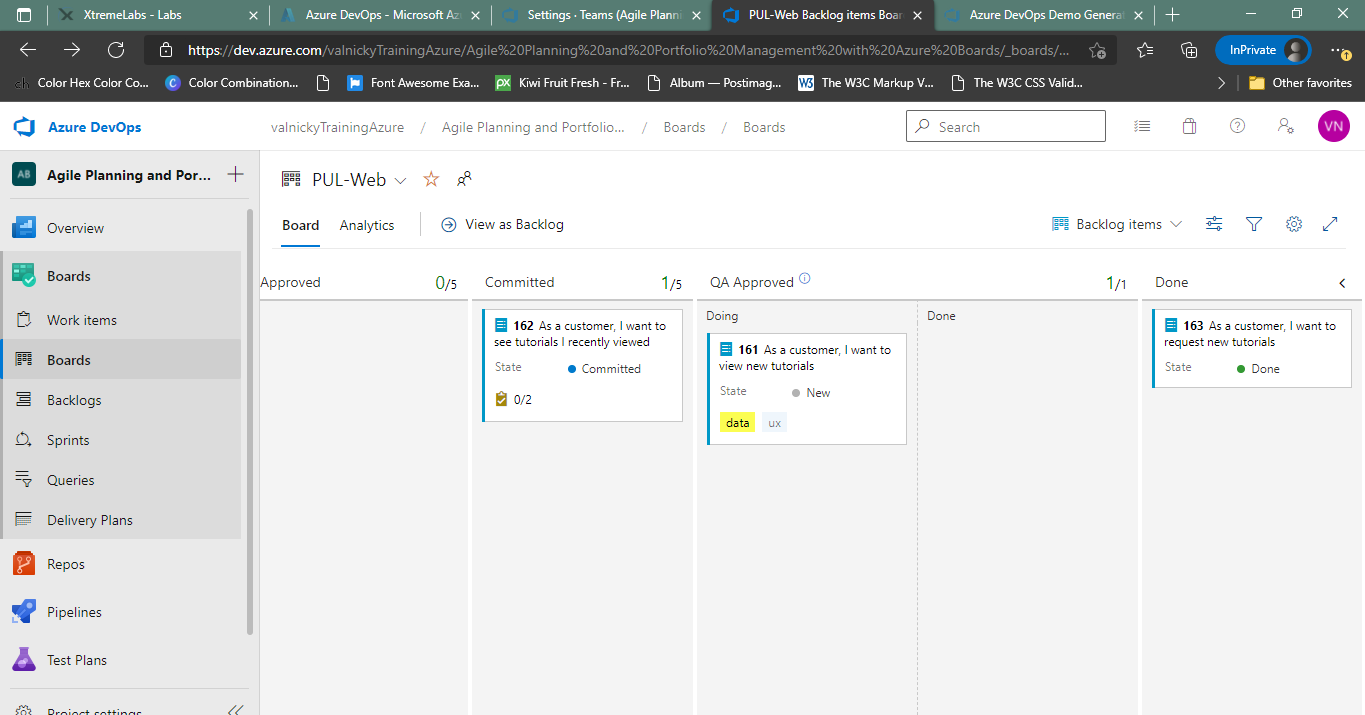 XtremeLabs - Labs
Azure DevOps - Microsoft Az
Settings · Teams (Agile Planni
PUL-Web Backlog items Boar
Azure DevOps Demo Generat
https://dev.azure.com/valnickyTrainingAzure/Agile%20Planning%20and%20Portfolio%20Management%20with%20Azure%20Boards/_boards/...
InPrivate
ch Color Hex Color Co...
C Color Combination...
Font Awesome Exa...
px Kiwi Fruit Fresh - Fr...
Album — Postimag...
W3 The W3C Markup V...
The W3C CSS Valid...
Other favorites
Azure DevOps
valnickyTrainingAzure / Agile Planning and Portfolio... / Boards / Boards
Search
VN
AB Agile Planning and Por...
Overview
Boards
Work items
Boards
Backlogs
Sprints
Queries
Delivery Plans
Repos
Pipelines
Test Plans
Project settings
PUL-Web
Board Analytics View as Backlog
Backlog items
Approved 0/5
Committed 1/5
162 As a customer, I want to
see tutorials I recently viewed
State Committed
0/2
QA Approved 1/1
Doing
161 As a customer, I want to
view new tutorials
State New
data ux
Done
Done
163 As a customer, I want to
request new tutorials
State Done